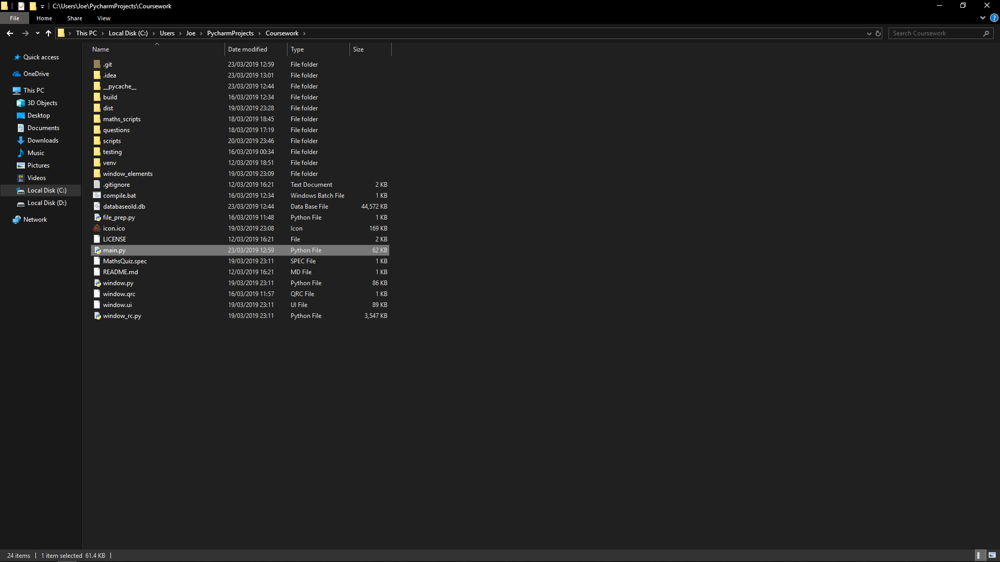 C:\Users\Joe\PycharmProjects\Coursework
File Home Share View
This PC Local Disk (C:) Users Joe PycharmProjects Coursework Search Coursework
Name Date modified Type Size
Quick access
OneDrive
This PC
3D Objects
Desktop
Documents
Downloads
Music
Pictures
Videos
Local Disk (C:)
Local Disk (D:)
Network
.git 23/03/2019 12:59 File folder
.idea 23/03/2019 13:01 File folder
__pycache__ 23/03/2019 12:44 File folder
build 16/03/2019 12:34 File folder
dist 19/03/2019 23:28 File folder
maths_scripts 18/03/2019 18:45 File folder
questions 18/03/2019 17:19 File folder
scripts 20/03/2019 23:46 File folder
testing 16/03/2019 00:34 File folder
venv 12/03/2019 18:51 File folder
window_elements 19/03/2019 23:09 File folder
.gitignore 12/03/2019 16:21 Text Document 2 KB
compile.bat 16/03/2019 12:34 Windows Batch File 1 KB
databaseold.db 23/03/2019 12:44 Data Base File 44,572 KB
file_prep.py 16/03/2019 11:48 Python File 1 KB
icon.ico 19/03/2019 23:08 Icon 169 KB
LICENSE 12/03/2019 16:21 File 2 KB
main.py 23/03/2019 12:59 Python File 62 KB
MathsQuiz.spec 19/03/2019 23:11 SPEC File 1 KB
README.md 12/03/2019 16:21 MD File 1 KB
window.py 19/03/2019 23:11 Python File 86 KB
window.qrc 16/03/2019 11:57 QRC File 1 KB
window.ui 19/03/2019 23:11 UI File 89 KB
window_rc.py 19/03/2019 23:11 Python File 3,547 KB
24 items 1 item selected 61.4 KB